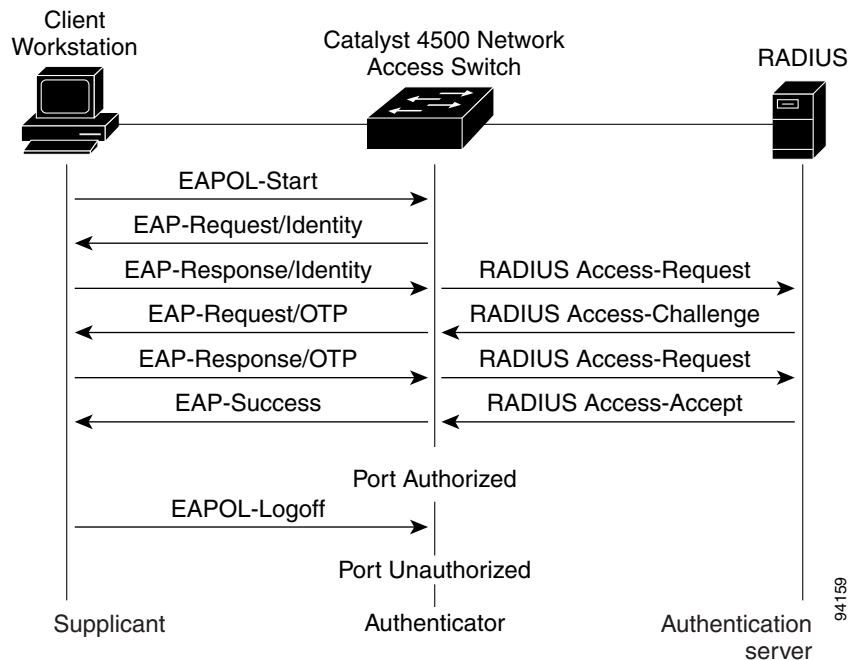 Client
Workstation
Catalyst 4500 Network
Access Switch
RADIUS
EAPOL-Start
EAP-Request/Identity
EAP-Response/Identity
RADIUS Access-Request
EAP-Request/OTP
RADIUS Access-Challenge
EAP-Response/OTP
RADIUS Access-Request
EAP-Success
RADIUS Access-Accept
Port Authorized
EAPOL-Logoff
Port Unauthorized
Supplicant
Authenticator
Authentication
server
94159